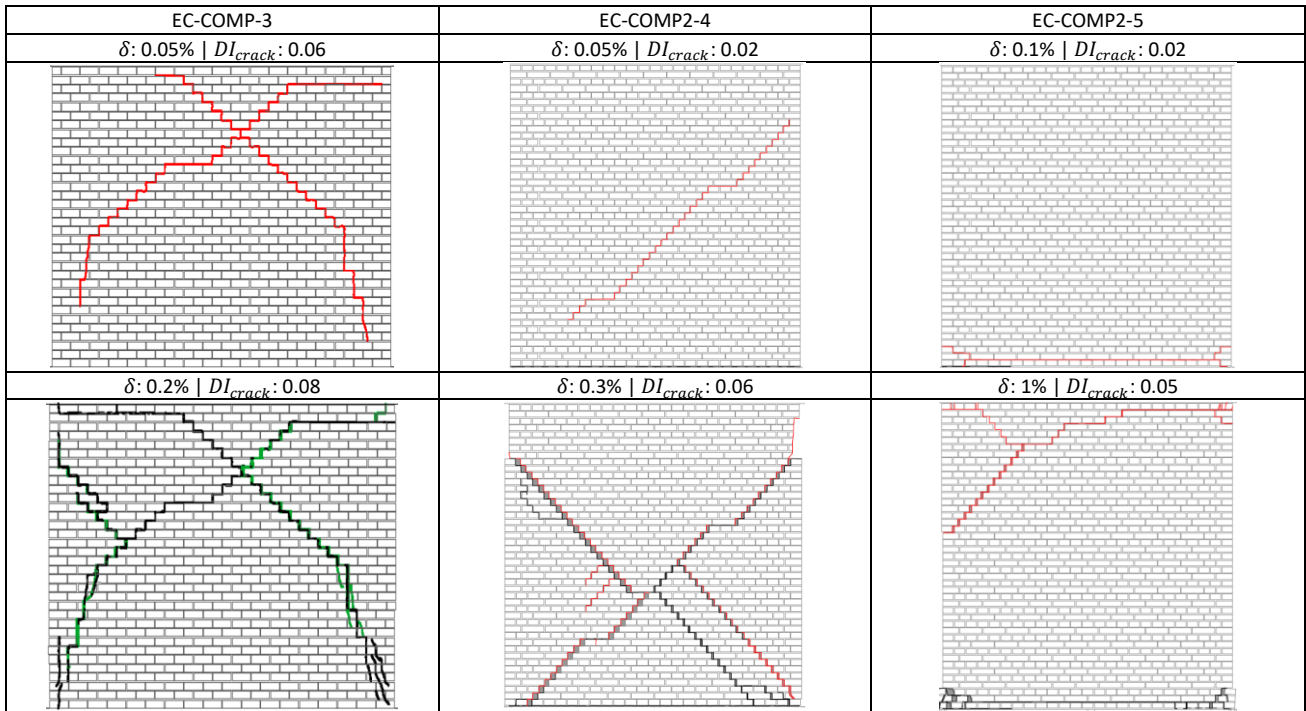 EC-COMP-3 EC-COMP2-4 EC-COMP2-5
δ: 0.05% | DI_crack: 0.06 δ: 0.05% | DI_crack: 0.02 δ: 0.1% | DI_crack: 0.02
δ: 0.2% | DI_crack: 0.08 δ: 0.3% | DI_crack: 0.06 δ: 1% | DI_crack: 0.05